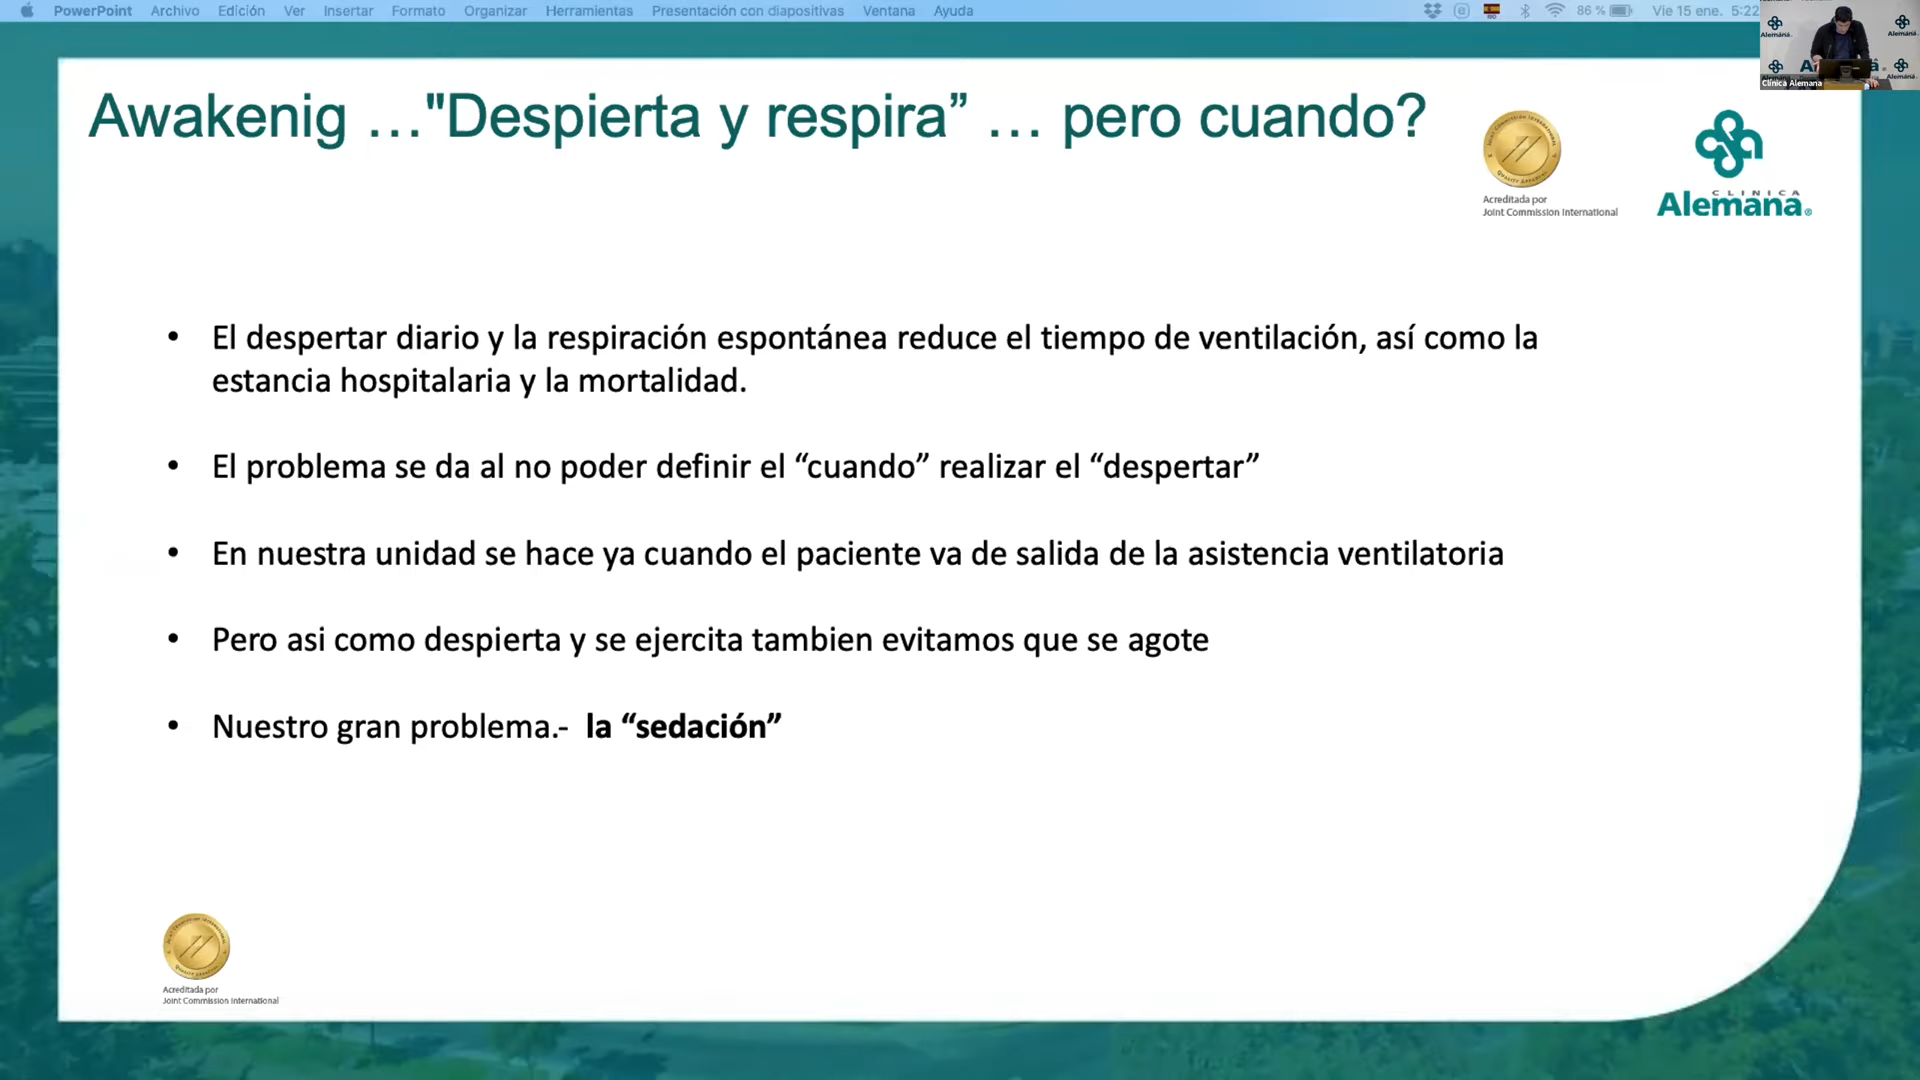 PowerPoint Archivo Edición Ver Insertar Formato Organizar Herramientas Presentación con diapositivas Ventana Ayuda 86 % Vie 15 ene. 5:22
Alemana
Alemana
Clínica Alemana
Awakenig …"Despierta y respira” … pero cuando?
Acreditada por
Joint Commission International
CLINICA
Alemana®
• El despertar diario y la respiración espontánea reduce el tiempo de ventilación, así como la
estancia hospitalaria y la mortalidad.
• El problema se da al no poder definir el “cuando” realizar el “despertar”
• En nuestra unidad se hace ya cuando el paciente va de salida de la asistencia ventilatoria
• Pero asi como despierta y se ejercita tambien evitamos que se agote
• Nuestro gran problema.- la “sedación”
Acreditada por
Joint Commission International